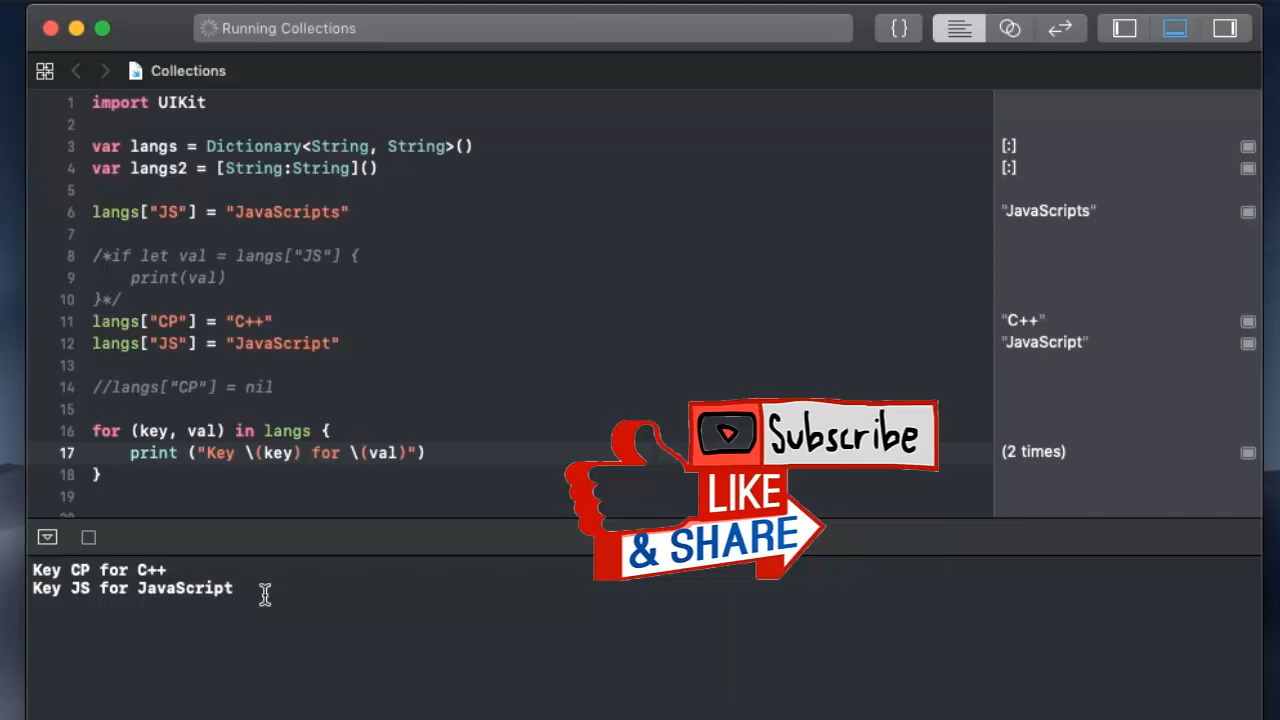 Running Collections
{}
Collections
1 import UIKit
2
3 var langs = Dictionary<String, String>() [:]
4 var langs2 = [String:String]() [:]
5
6 langs["JS"] = "JavaScripts" "JavaScripts"
7
8 /*if let val = langs["JS"] {
9 print(val)
10 }*/
11 langs["CP"] = "C++" "C++"
12 langs["JS"] = "JavaScript" "JavaScript"
13
14 //langs["CP"] = nil
15
16 for (key, val) in langs {
17 print ("Key \(key) for \(val)") (2 times)
18 }
19
Subscribe
LIKE
& SHARE
Key CP for C++
Key JS for JavaScript